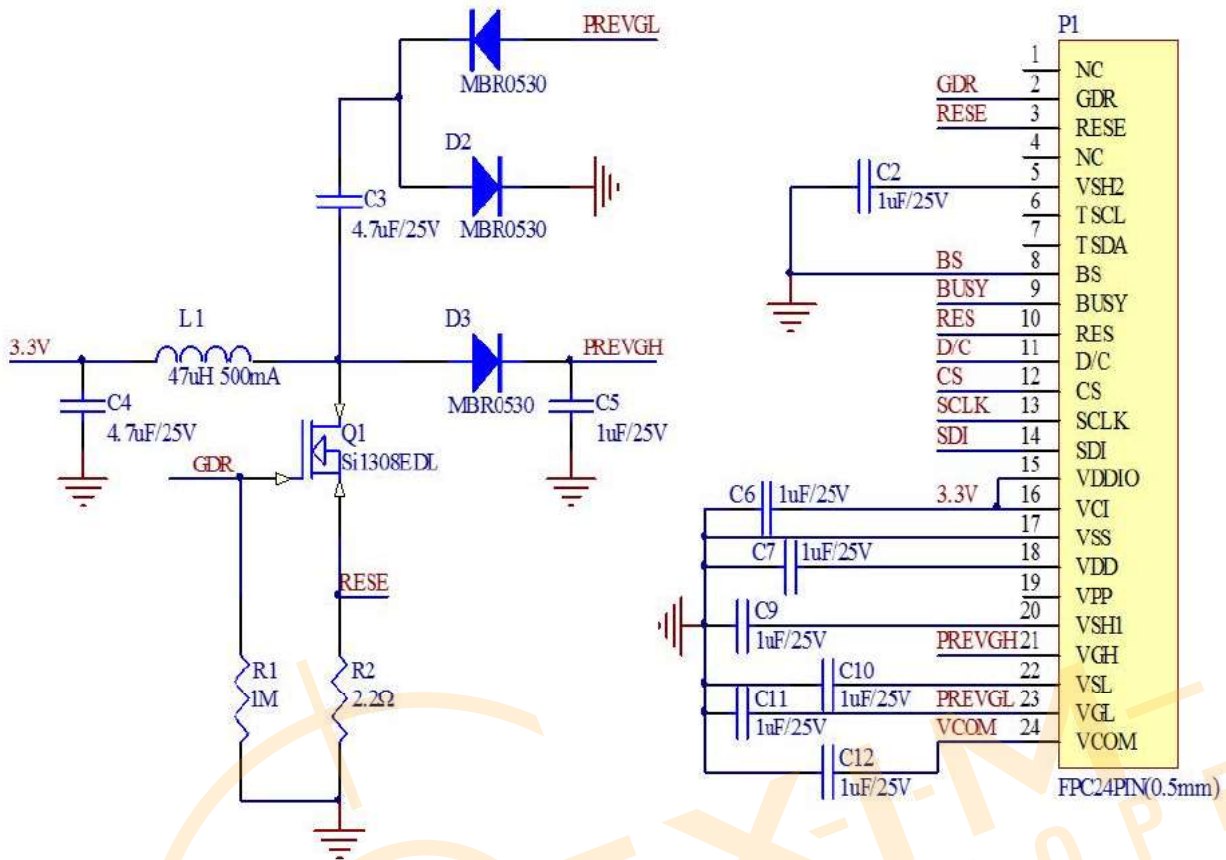 PREVGL
MBR0530
D2
MBR0530
C3
4.7uF/25V
L1
3.3V
47uH 500mA
C4
4.7uF/25V
D3
PREVGH
MBR0530
C5
1uF/25V
Q1
Si1308EDL
GDR
RESE
R1
1M
R2
2.2Ω
P1
1 NC
GDR 2 GDR
RESE 3 RESE
4 NC
C2
1uF/25V
5 VSH2
6 TSCL
7 TSDA
BS 8 BS
BUSY 9 BUSY
RES 10 RES
D/C 11 D/C
CS 12 CS
SCLK 13 SCLK
SDI 14 SDI
15 VDDIO
C6 1uF/25V
3.3V 16 VCI
17 VSS
C7 1uF/25V
18 VDD
19 VPP
C9
1uF/25V
20 VSH1
PREVGH 21 VGH
C10
1uF/25V
22 VSL
C11
1uF/25V
PREVGL 23 VGL
VCOM 24 VCOM
C12
1uF/25V
FPC24PIN(0.5mm)